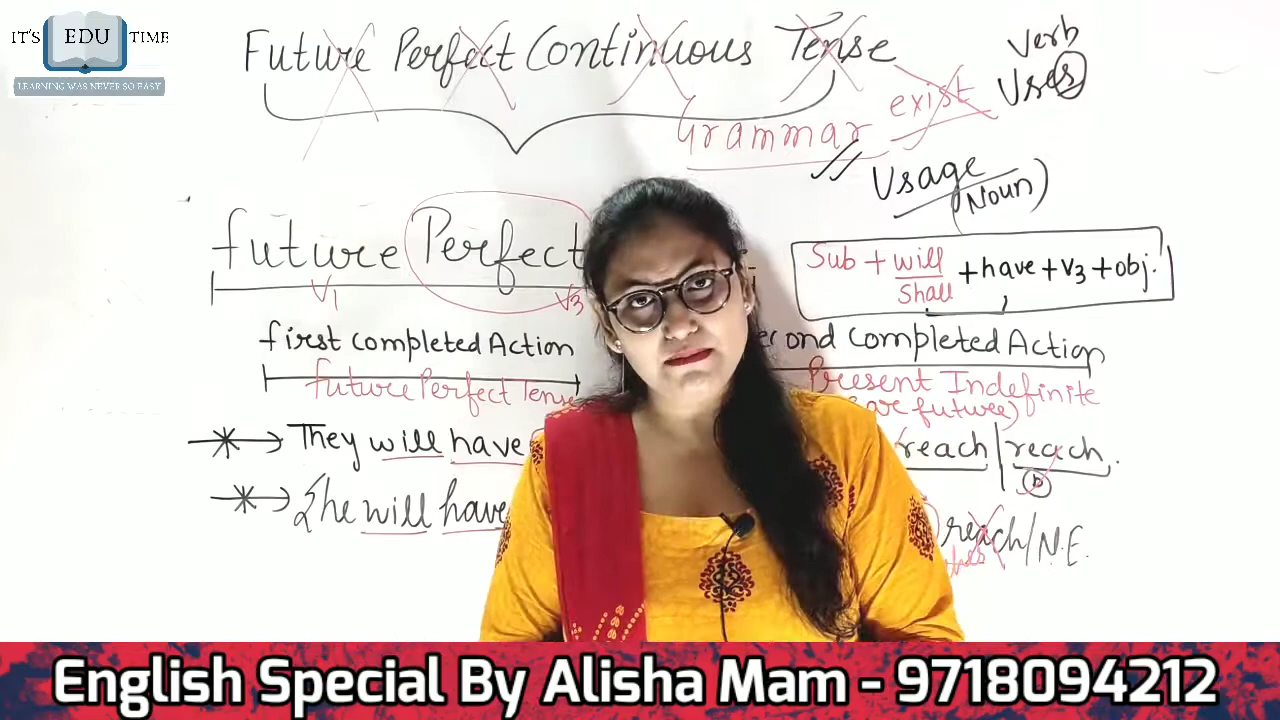 IT'S EDU TIME
LEARNING WAS NEVER SO EASY
Future Perfect Continuous Tense
Verb
Uses
exist
Grammar
Usage
(Noun)
future Perfect
Sub + will
shall
+ have + V3 + obj.
V1
V3
first completed Action
ond completed Action
future Perfect Tense
Present Indefinite
future)
They will have
reach | reach.
She will have
reach / N.E.
English Special By Alisha Mam - 9718094212